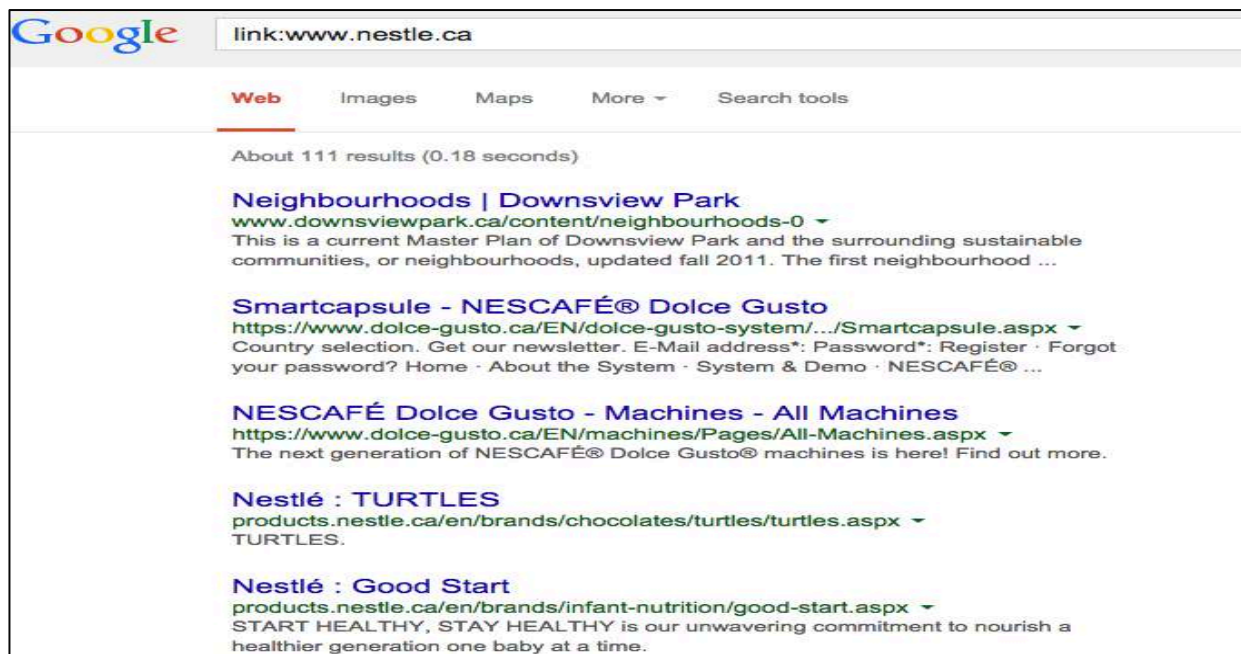 Google link:www.nestle.ca
Web Images Maps More Search tools
About 111 results (0.18 seconds)
Neighbourhoods | Downsview Park
www.downsviewpark.ca/content/neighbourhoods-0
This is a current Master Plan of Downsview Park and the surrounding sustainable
communities, or neighbourhoods, updated fall 2011. The first neighbourhood ...
Smartcapsule - NESCAFÉ® Dolce Gusto
https://www.dolce-gusto.ca/EN/dolce-gusto-system/.../Smartcapsule.aspx
Country selection. Get our newsletter. E-Mail address*: Password*: Register · Forgot
your password? Home · About the System · System & Demo · NESCAFÉ® ...
NESCAFÉ Dolce Gusto - Machines - All Machines
https://www.dolce-gusto.ca/EN/machines/Pages/All-Machines.aspx
The next generation of NESCAFÉ® Dolce Gusto® machines is here! Find out more.
Nestlé : TURTLES
products.nestle.ca/en/brands/chocolates/turtles/turtles.aspx
TURTLES.
Nestlé : Good Start
products.nestle.ca/en/brands/infant-nutrition/good-start.aspx
START HEALTHY, STAY HEALTHY is our unwavering commitment to nourish a
healthier generation one baby at a time.